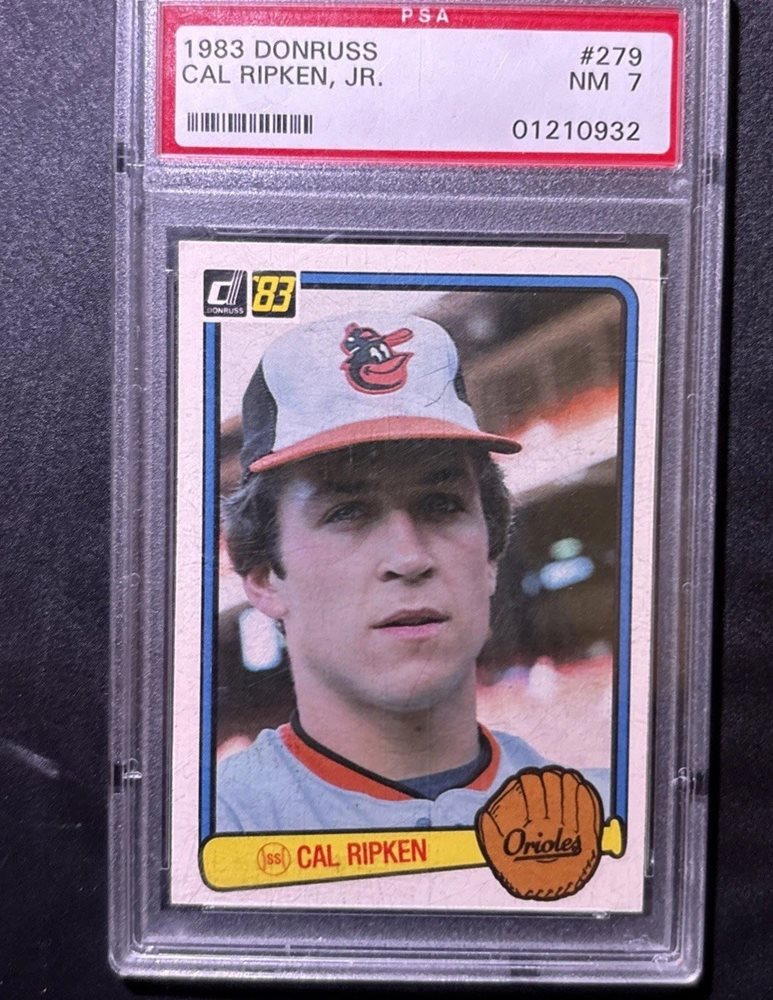 PSA
1983 DONRUSS #279
CAL RIPKEN, JR. NM 7
01210932
d '83
DONRUSS
SS CAL RIPKEN
Orioles